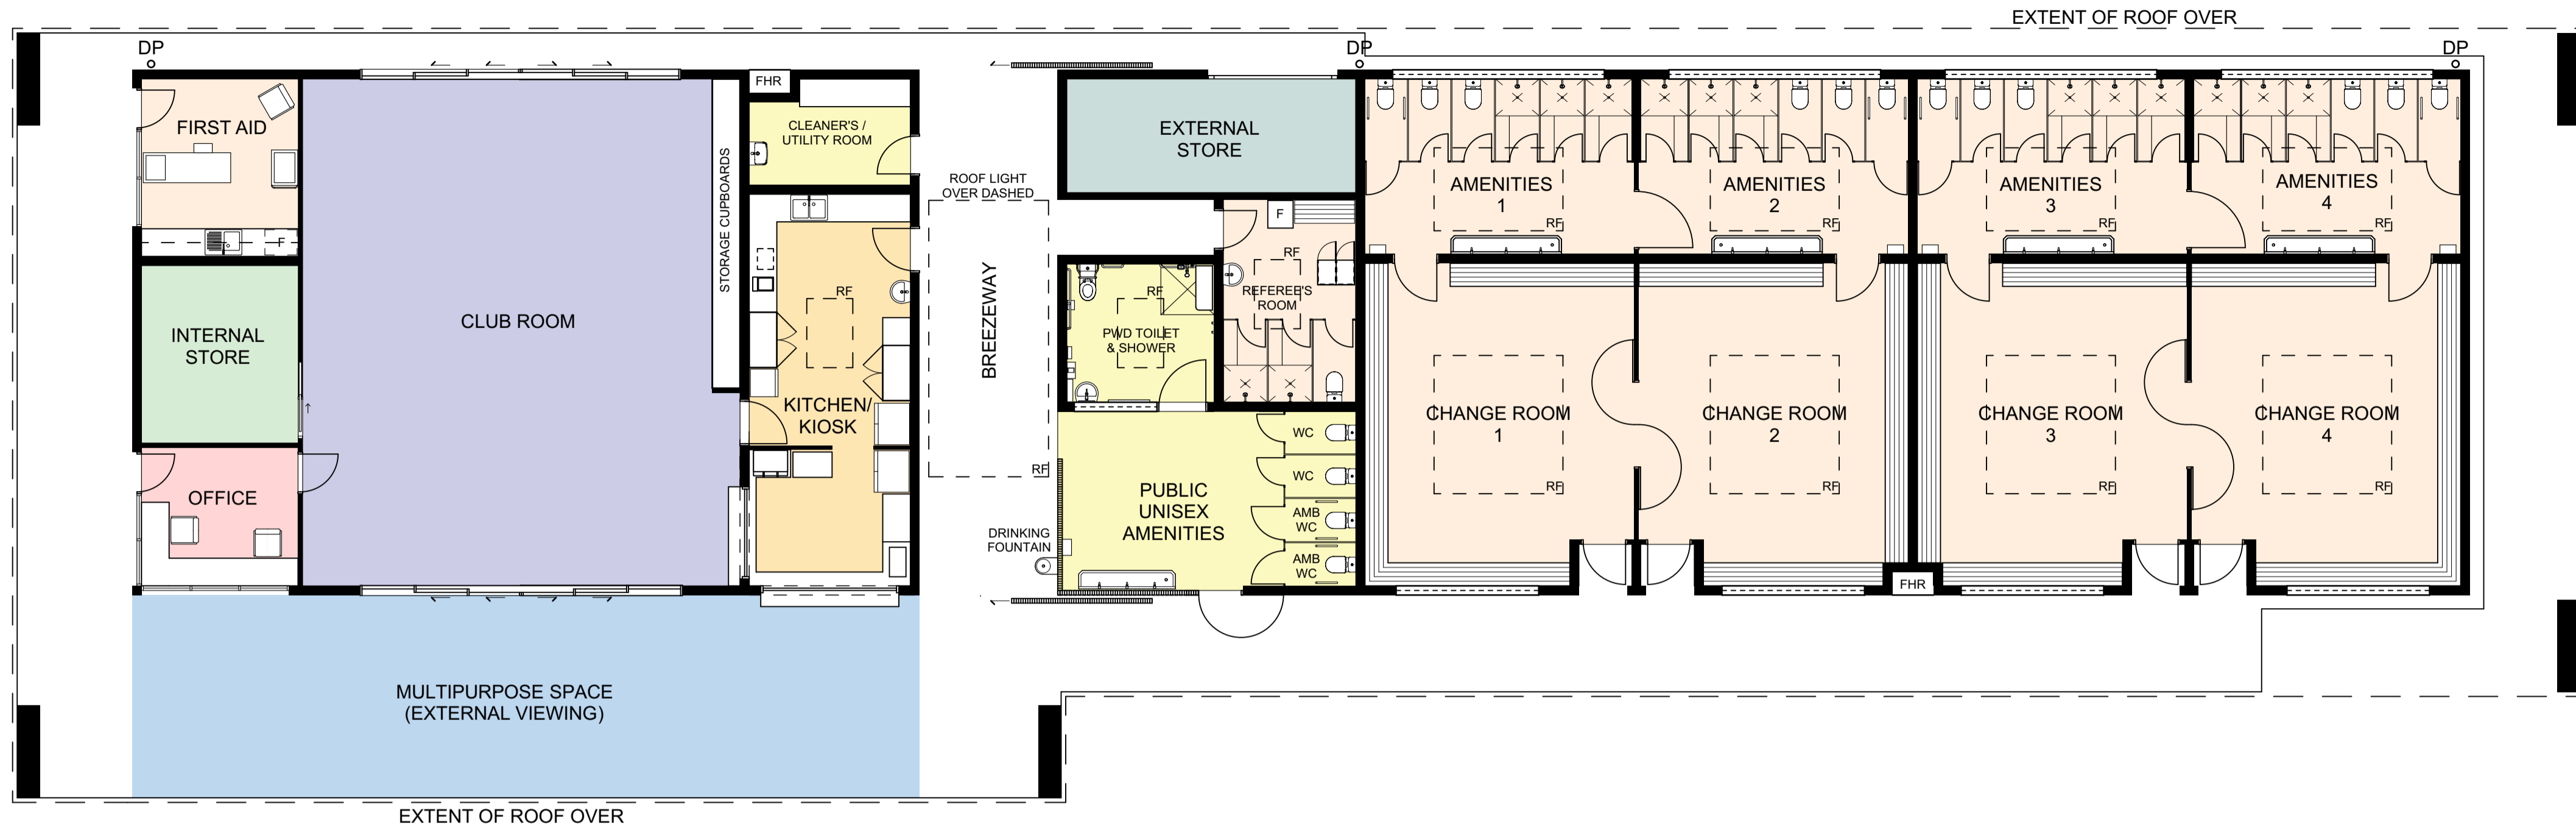 EXTENT OF ROOF OVER
DP
DP
DP
FHR
FIRST AID
F
CLEANER'S /
UTILITY ROOM
STORAGE CUPBOARDS
INTERNAL
STORE
CLUB ROOM
OFFICE
RF
KITCHEN/
KIOSK
ROOF LIGHT
OVER DASHED
BREEZEWAY
RF
DRINKING
FOUNTAIN
EXTERNAL
STORE
F
RF
REFEREE'S
ROOM
RF
PWD TOILET
& SHOWER
PUBLIC
UNISEX
AMENITIES
WC
WC
AMB
WC
AMB
WC
AMENITIES
1
RF
AMENITIES
2
RF
AMENITIES
3
RF
AMENITIES
4
RF
CHANGE ROOM
1
RF
CHANGE ROOM
2
RF
CHANGE ROOM
3
RF
CHANGE ROOM
4
RF
FHR
MULTIPURPOSE SPACE
(EXTERNAL VIEWING)
EXTENT OF ROOF OVER